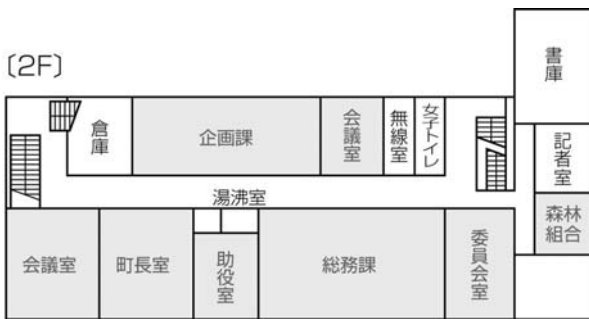 〔2F〕
書庫
倉庫
企画課
会議室
無線室
女子トイレ
記者室
湯沸室
森林
組合
会議室
町長室
助役室
総務課
委員会室